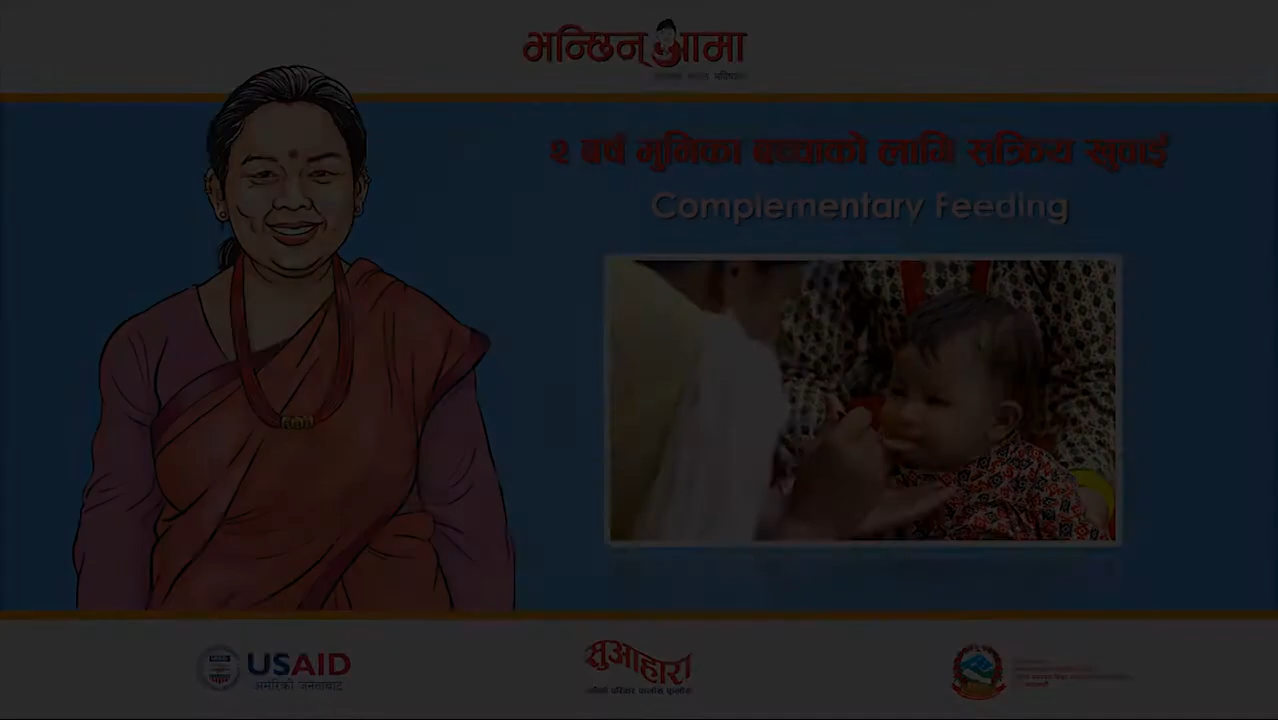 भन्छिन् आमा
२ वर्ष मुनिका बच्चाको लागि सक्रिय खुवाई
Complementary Feeding
USAID
अमेरिकी जनताबाट
सुआहारा